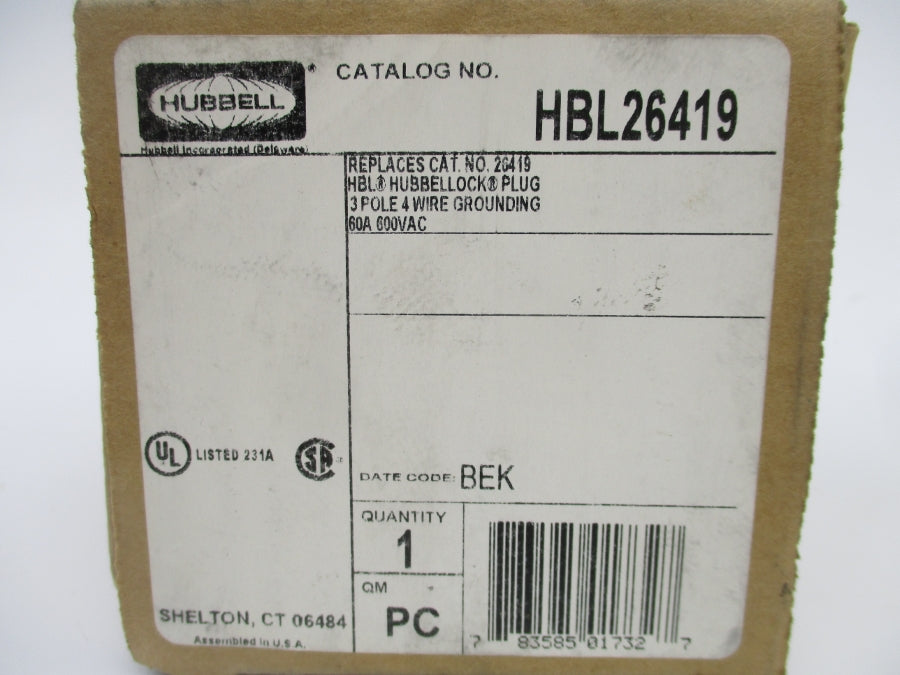 HUBBELL
CATALOG NO.
HBL26419
Hubbell Incorporated (Delaware)
REPLACES CAT. NO. 26419
HBL® HUBBELLOCK® PLUG
3 POLE 4 WIRE GROUNDING
60A 600VAC
UL LISTED 231A SA
DATE CODE: BEK
QUANTITY
1
QM
PC
SHELTON, CT 06484
Assembled in U.S.A.
7 83585 01732 7